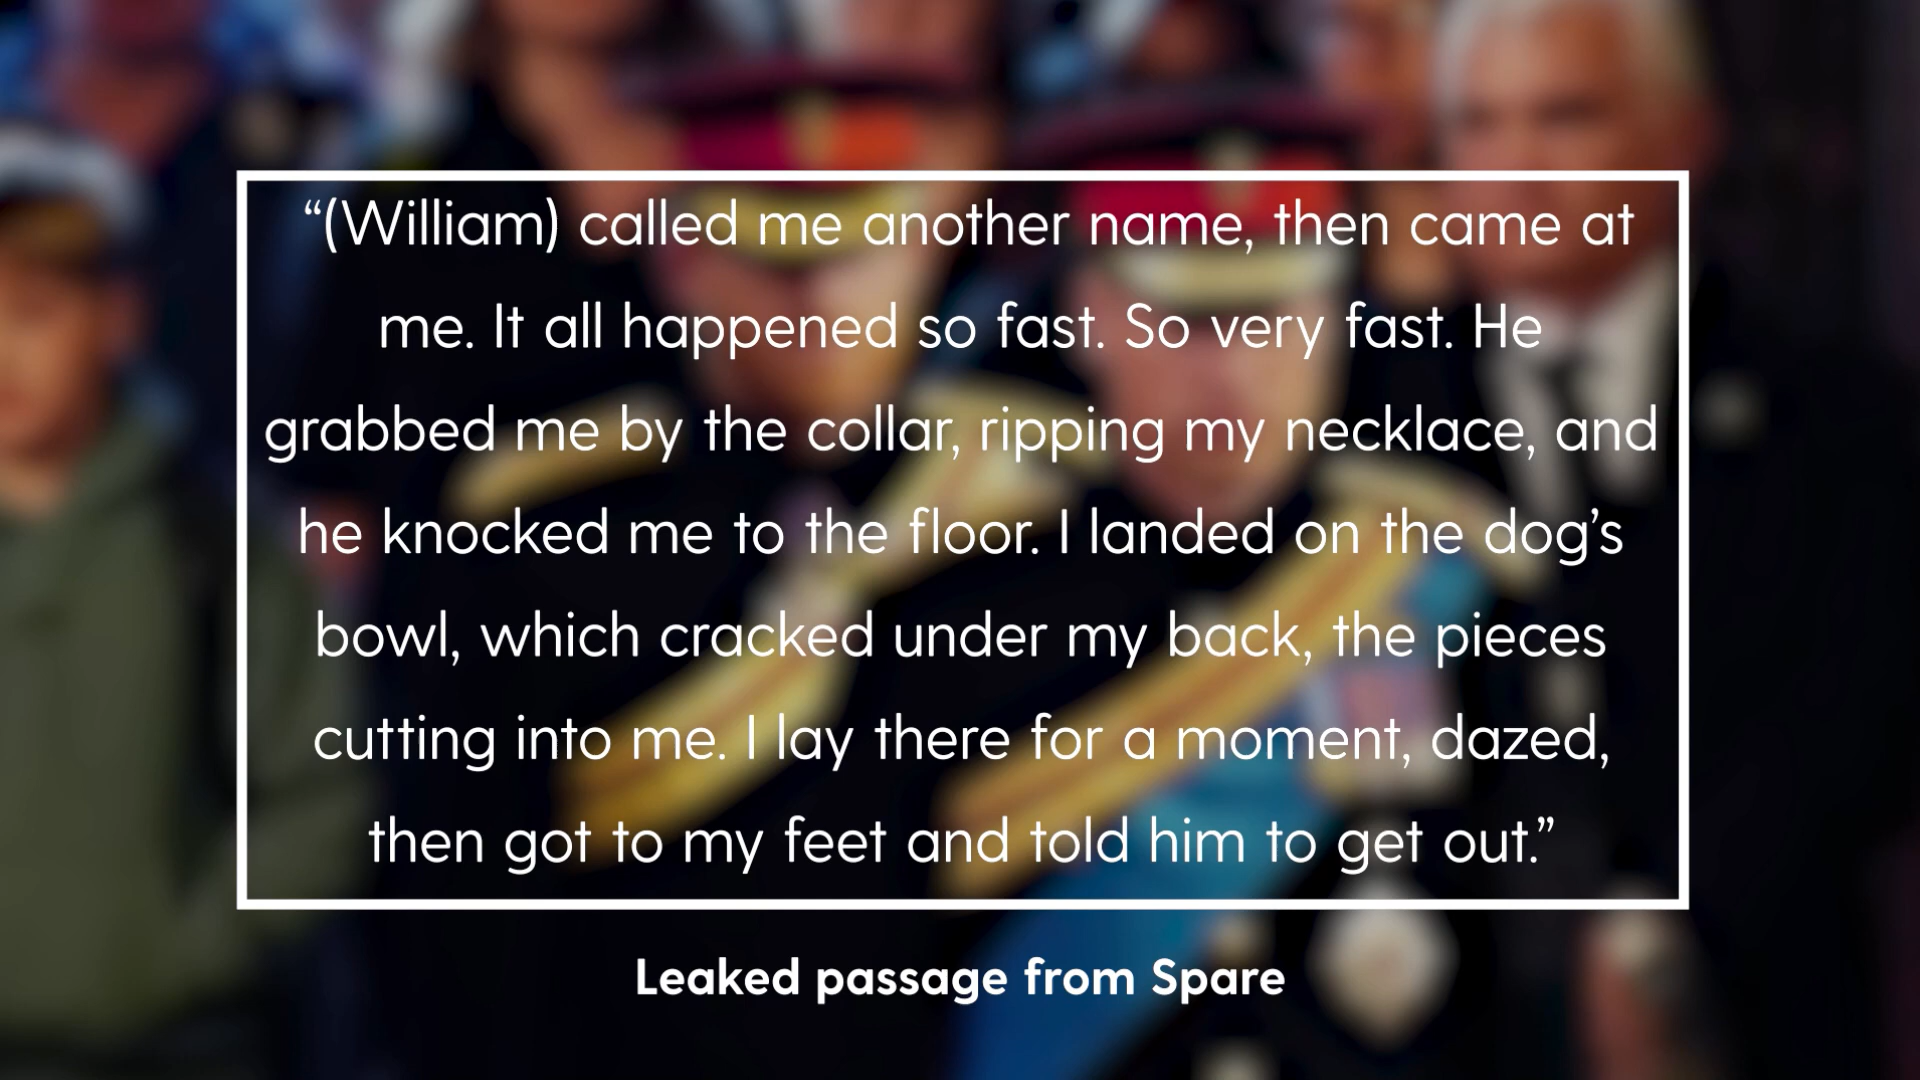 “(William) called me another name, then came at
me. It all happened so fast. So very fast. He
grabbed me by the collar, ripping my necklace, and
he knocked me to the floor. I landed on the dog’s
bowl, which cracked under my back, the pieces
cutting into me. I lay there for a moment, dazed,
then got to my feet and told him to get out.”
Leaked passage from Spare